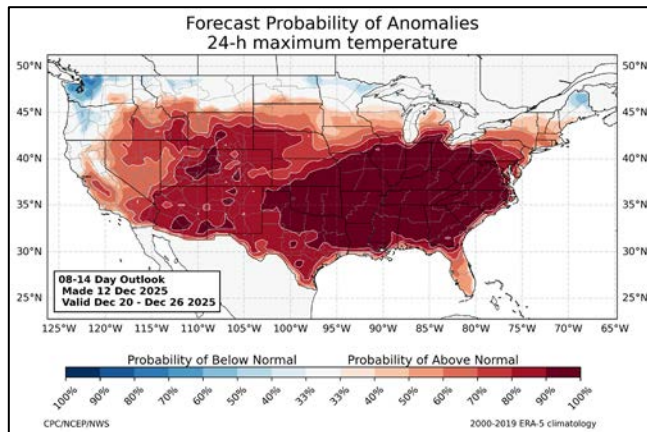 Forecast Probability of Anomalies
24-h maximum temperature
50°N
50°N
45°N
45°N
40°N
40°N
35°N
35°N
30°N
30°N
25°N
25°N
08-14 Day Outlook
Made 12 Dec 2025
Valid Dec 20 - Dec 26 2025
125°W 120°W 115°W 110°W 105°W 100°W 95°W 90°W 85°W 80°W 75°W 70°W 65°W
Probability of Below Normal Probability of Above Normal
100% 90% 80% 70% 60% 50% 40% 33% 33% 40% 50% 60% 70% 80% 90% 100%
CPC/NCEP/NWS
2000-2019 ERA-5 climatology